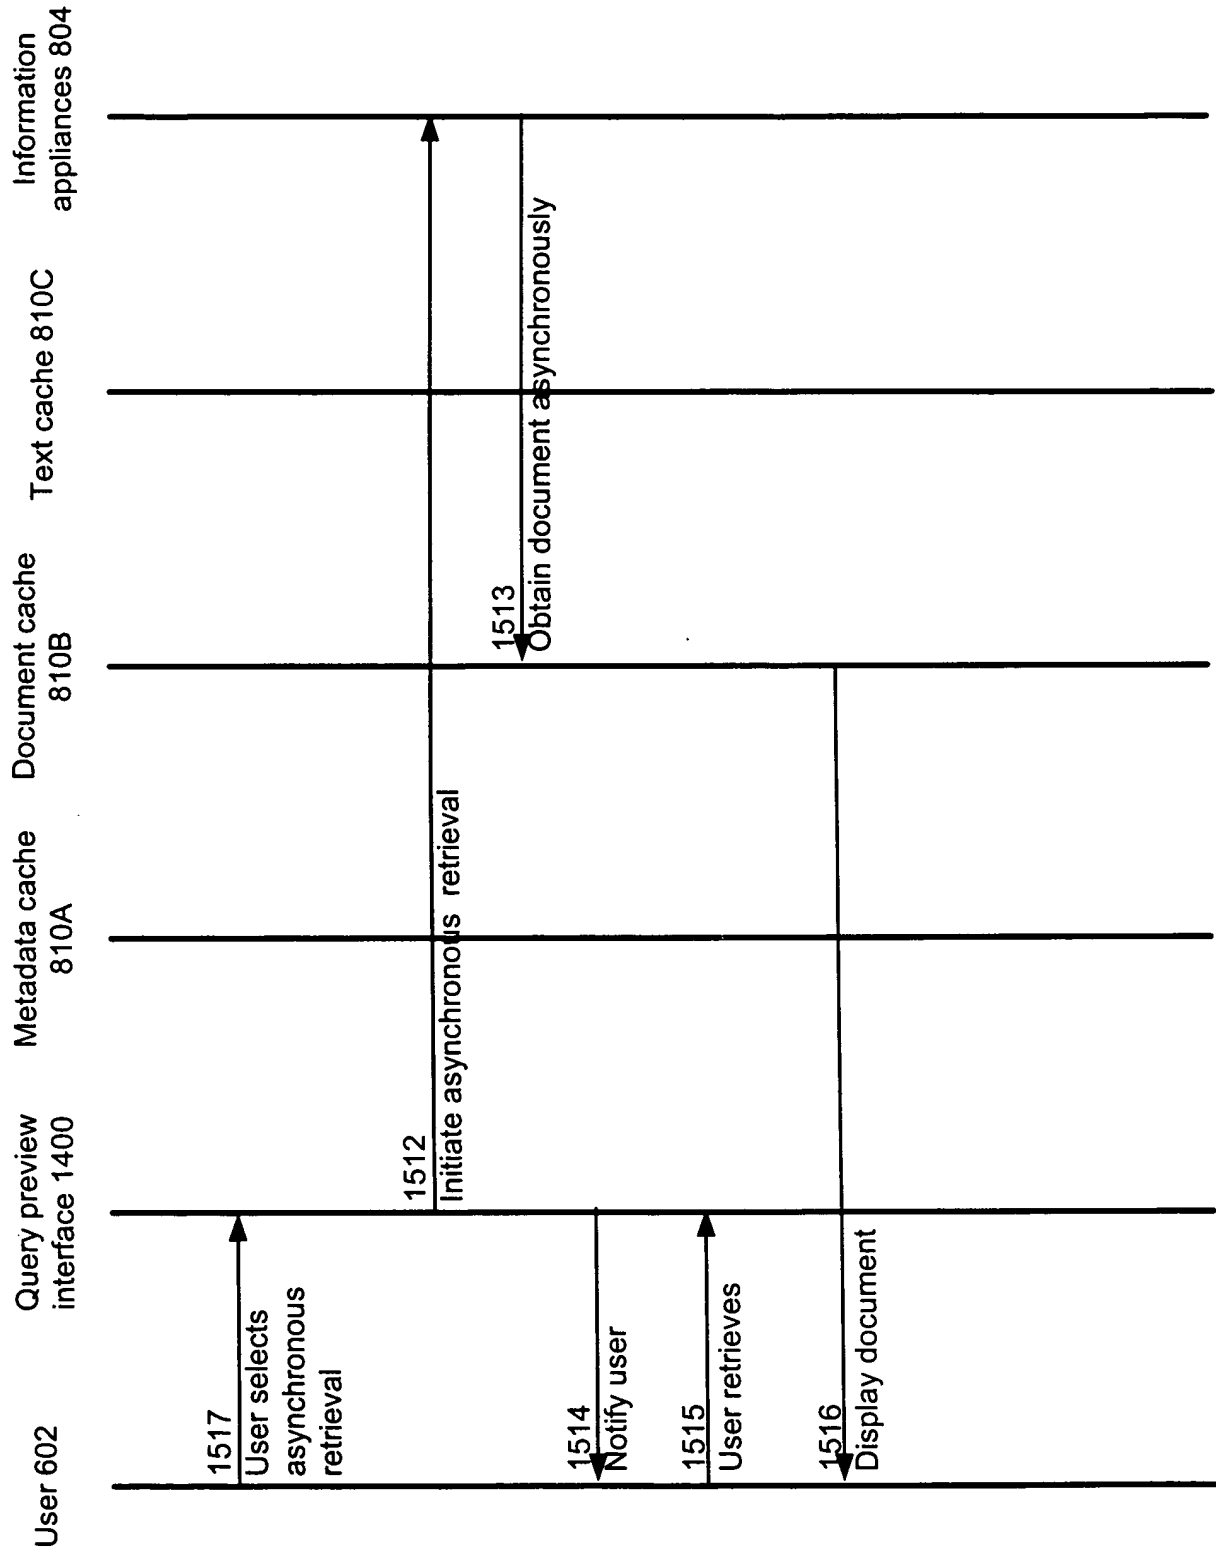 User 602
Query preview
interface 1400
Metadata cache
810A
Document cache
810B
Text cache 810C
Information
appliances 804
1517
User selects
asynchronous
retrieval
1512
Initiate asynchronous retrieval
1513
Obtain document asynchronously
1514
Notify user
1515
User retrieves
1516
Display document